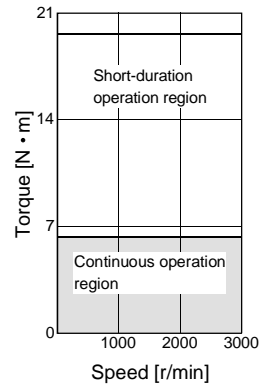 21
Short-duration
operation region
14
Torque [N • m]
7
Continuous operation
region
0
1000 2000 3000
Speed [r/min]